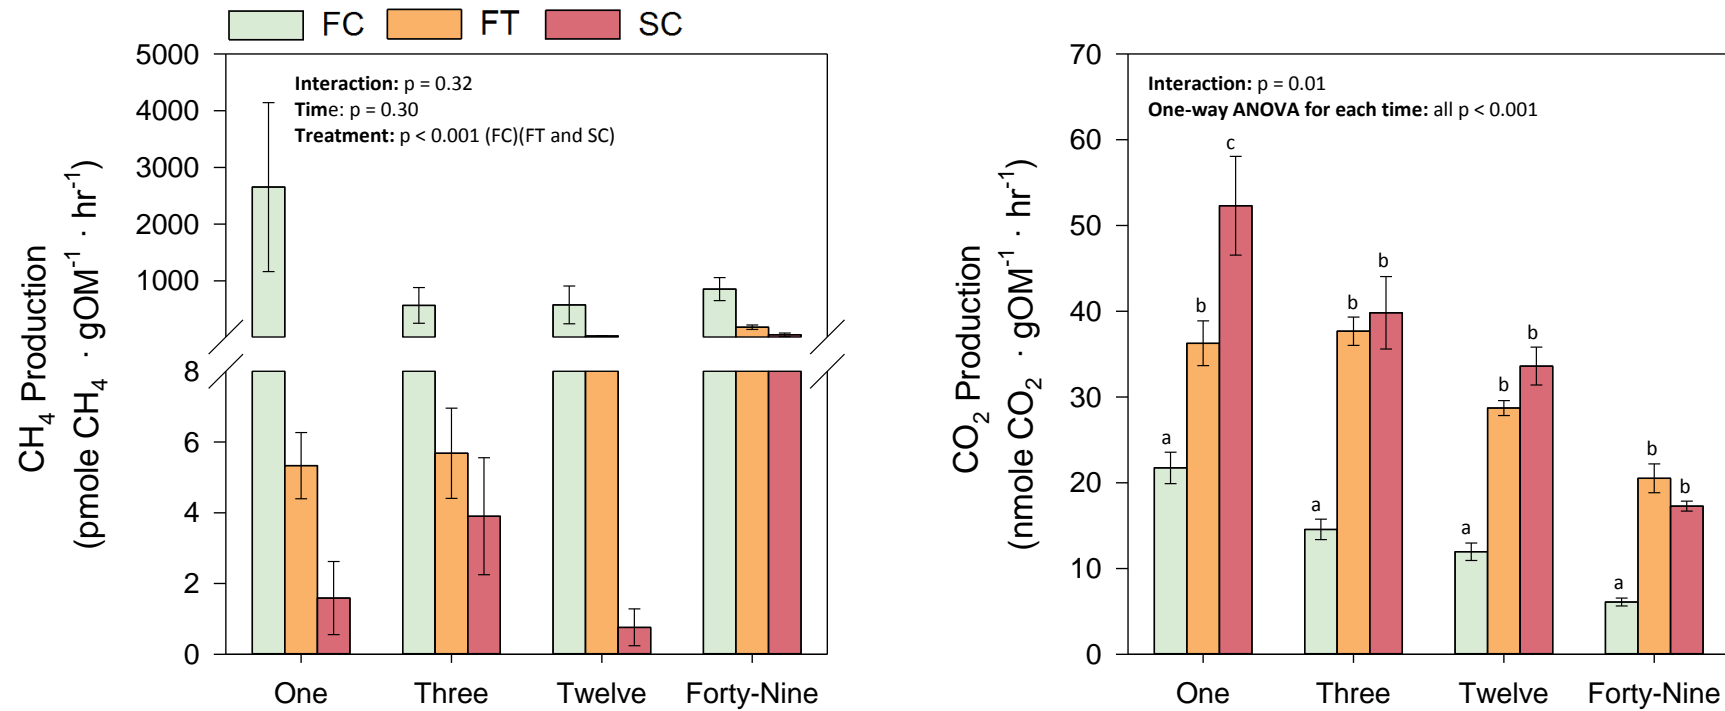 FC FT SC
CH4 Production
(pmole CH4 · gOM-1 · hr-1)
5000
4000
3000
2000
1000
8
6
4
2
0
Interaction: p = 0.32
Time: p = 0.30
Treatment: p < 0.001 (FC)(FT and SC)
One Three Twelve Forty-Nine
CO2 Production
(nmole CO2 · gOM-1 · hr-1)
70
60
50
40
30
20
10
0
Interaction: p = 0.01
One-way ANOVA for each time: all p < 0.001
a b c
a b b
a b b
a b b
One Three Twelve Forty-Nine